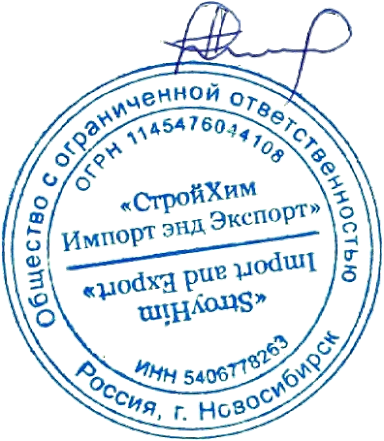 Общество с ограниченной ответственностью
ОГРН 1145476044108
«СтройХим
Импорт энд Экспорт»
«StroyHim
Import and Export»
ИНН 5406778263
Россия, г. Новосибирск